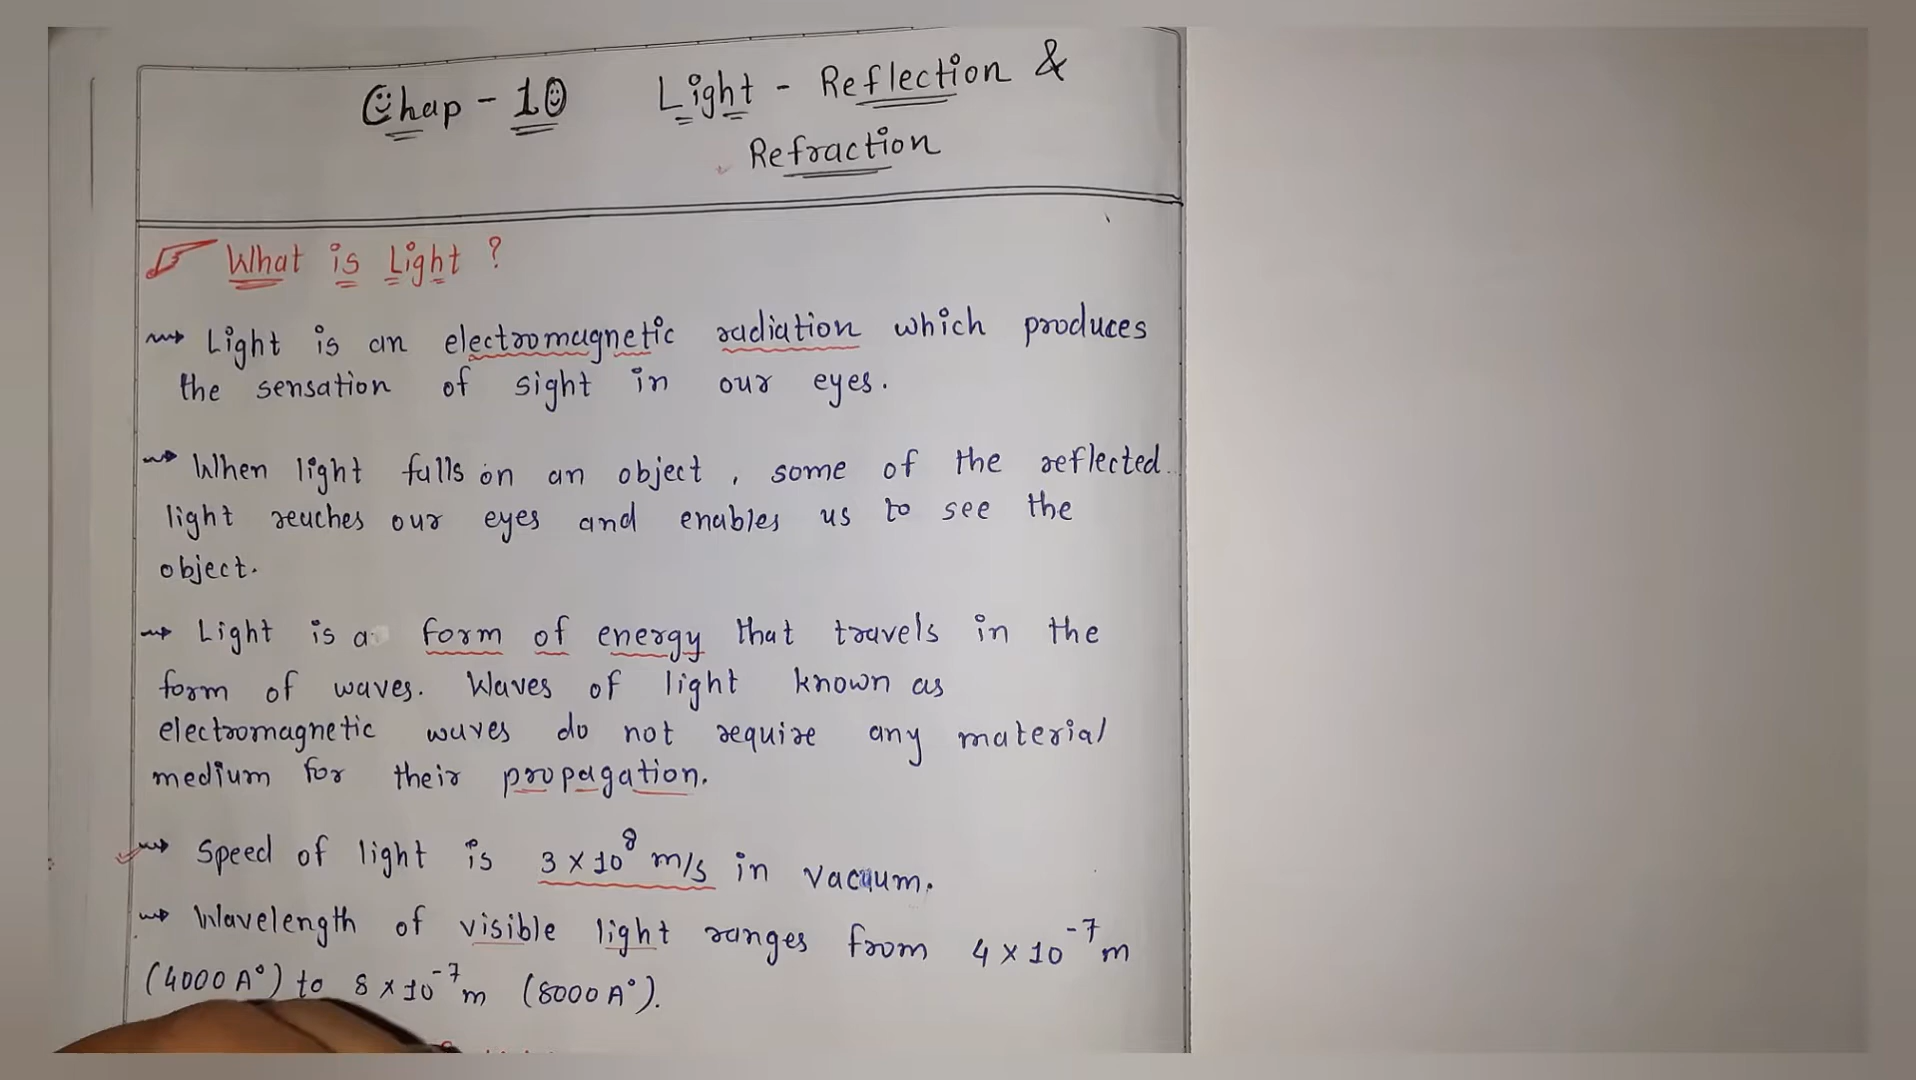 Chap - 10 Light - Reflection &
Refraction
What is Light ?
Light is an electromagnetic radiation which produces
the sensation of sight in our eyes.
When light falls on an object , some of the reflected
light reaches our eyes and enables us to see the
object.
Light is a form of energy that travels in the
form of waves. Waves of light known as
electromagnetic waves do not require any material
medium for their propagation.
Speed of light is 3 × 10⁸ m/s in vacuum.
Wavelength of visible light ranges from 4 × 10⁻⁷ m
(4000 A°) to 8 × 10⁻⁷ m (8000 A°).